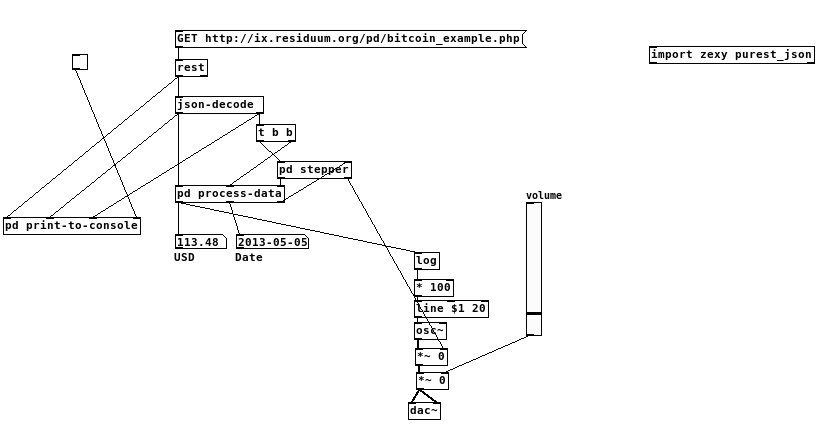 GET http://ix.residuum.org/pd/bitcoin_example.php
import zexy purest_json
rest
json-decode
t b b
pd stepper
pd process-data
volume
pd print-to-console
113.48
2013-05-05
USD
Date
log
* 100
line $1 20
osc~
*~ 0
*~ 0
dac~